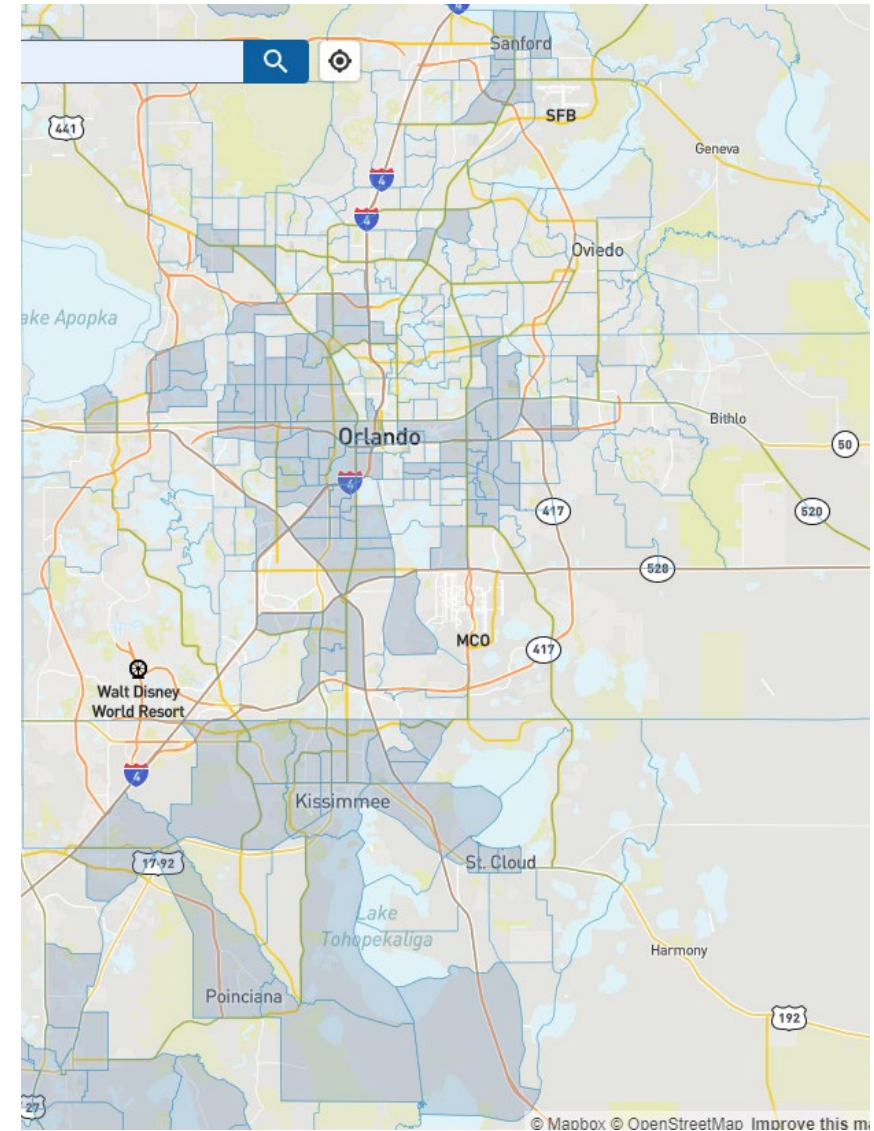 4
Sanford
SFB
441
Geneva
4
4
Oviedo
ake Apopka
Orlando
Bithlo
50
4
417
520
528
MCO
417
Walt Disney
World Resort
4
Kissimmee
17-92
St. Cloud
Lake
Tohopekaliga
Harmony
Poinciana
192
27
© Mapbox © OpenStreetMap Improve this ma